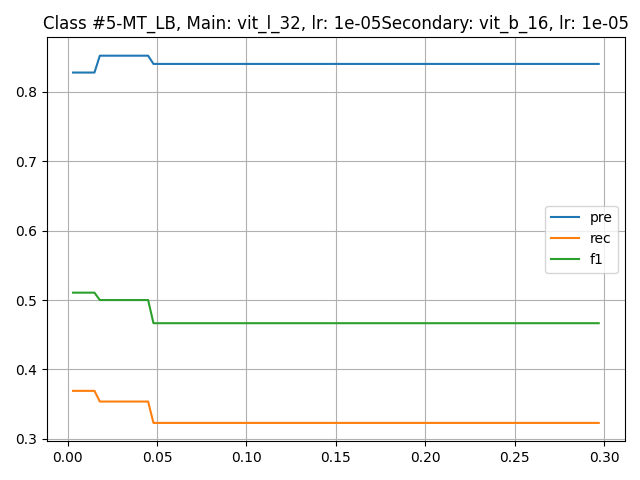 Class #5-MT_LB, Main: vit_l_32, lr: 1e-05Secondary: vit_b_16, lr: 1e-05
0.8
0.7
0.6
0.5
0.4
0.3
pre
rec
f1
0.00 0.05 0.10 0.15 0.20 0.25 0.30